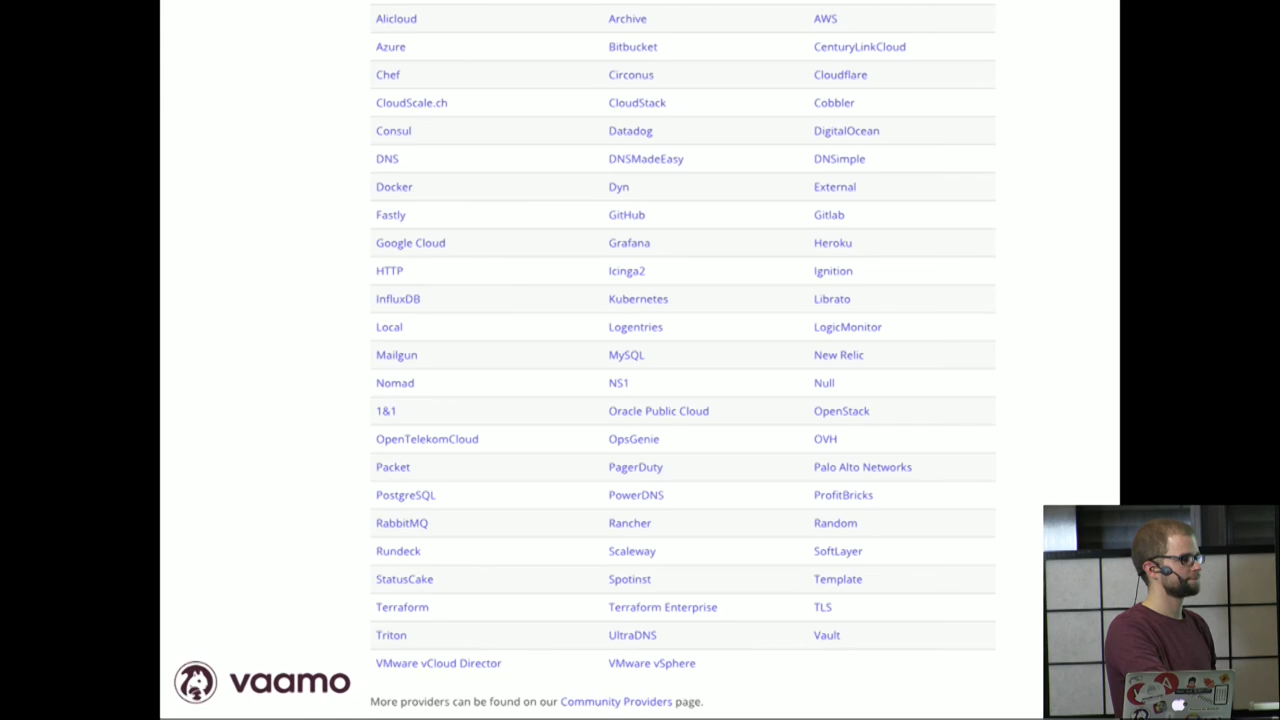 Alicloud Archive AWS
Azure Bitbucket CenturyLinkCloud
Chef Circonus Cloudflare
CloudScale.ch CloudStack Cobbler
Consul Datadog DigitalOcean
DNS DNSMadeEasy DNSimple
Docker Dyn External
Fastly GitHub Gitlab
Google Cloud Grafana Heroku
HTTP Icinga2 Ignition
InfluxDB Kubernetes Librato
Local Logentries LogicMonitor
Mailgun MySQL New Relic
Nomad NS1 Null
1&1 Oracle Public Cloud OpenStack
OpenTelekomCloud OpsGenie OVH
Packet PagerDuty Palo Alto Networks
PostgreSQL PowerDNS ProfitBricks
RabbitMQ Rancher Random
Rundeck Scaleway SoftLayer
StatusCake Spotinst Template
Terraform Terraform Enterprise TLS
Triton UltraDNS Vault
VMware vCloud Director VMware vSphere
vaamo
More providers can be found on our Community Providers page.